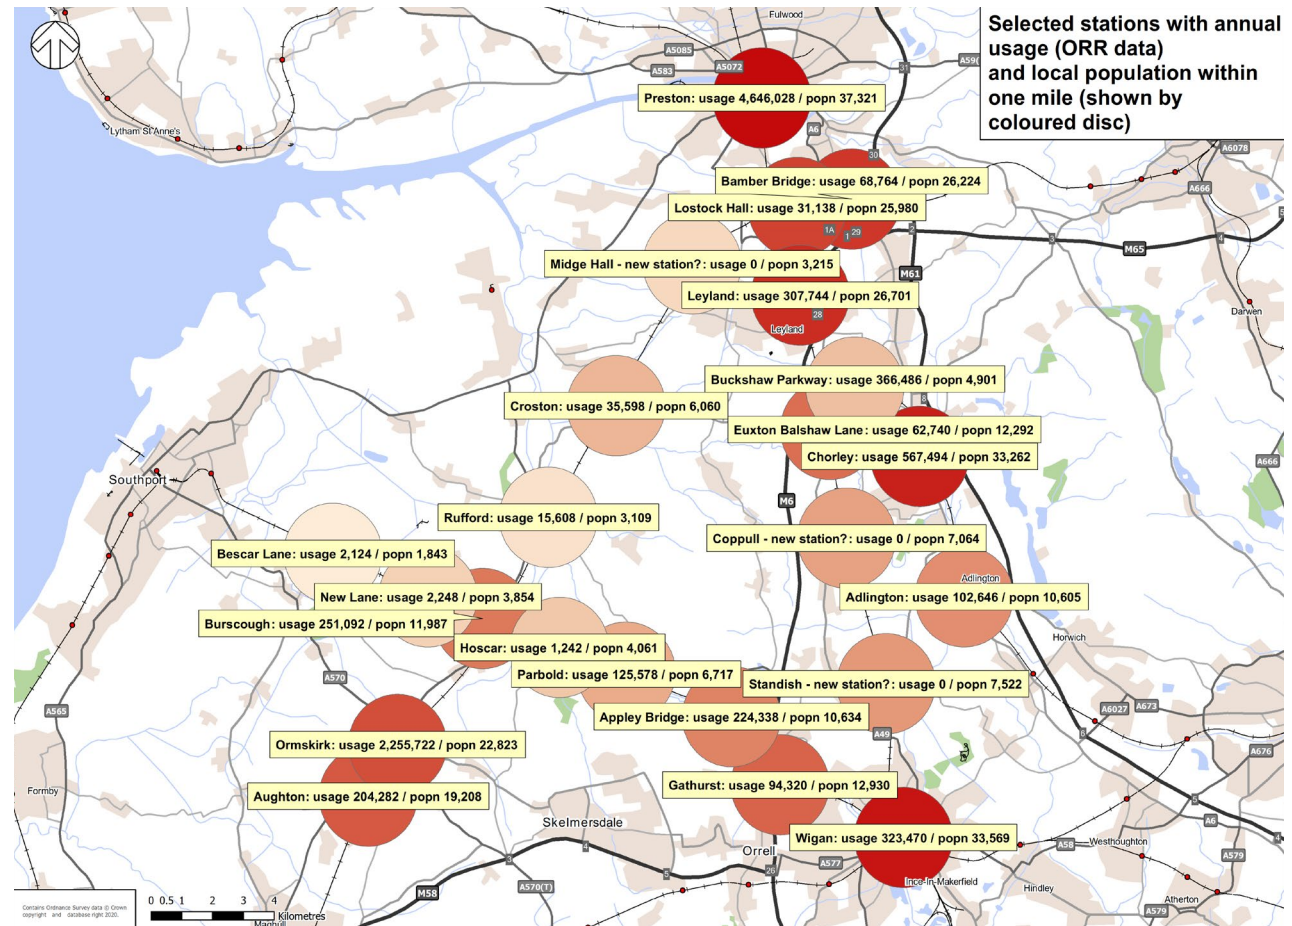 Selected stations with annual
usage (ORR data)
and local population within
one mile (shown by
coloured disc)
Fulwood
A5085
A583
A5072
31
A59(
Preston: usage 4,646,028 / popn 37,321
Lytham St Anne's
A6
30
A6078
A666
Bamber Bridge: usage 68,764 / popn 26,224
Lostock Hall: usage 31,138 / popn 25,980
1A
1
29
2
3
M65
4
5
Midge Hall - new station?: usage 0 / popn 3,215
M61
Leyland: usage 307,744 / popn 26,701
28
Leyland
Darwen
Buckshaw Parkway: usage 366,486 / popn 4,901
8
Croston: usage 35,598 / popn 6,060
Euxton Balshaw Lane: usage 62,740 / popn 12,292
Chorley: usage 567,494 / popn 33,262
A666
Southport
M6
Rufford: usage 15,608 / popn 3,109
Coppull - new station?: usage 0 / popn 7,064
Bescar Lane: usage 2,124 / popn 1,843
Adlington
New Lane: usage 2,248 / popn 3,854
Adlington: usage 102,646 / popn 10,605
Burscough: usage 251,092 / popn 11,987
Horwich
Hoscar: usage 1,242 / popn 4,061
Parbold: usage 125,578 / popn 6,717
A570
Standish - new station?: usage 0 / popn 7,522
A565
Appley Bridge: usage 224,338 / popn 10,634
A6027
A673
A49
6
Ormskirk: usage 2,255,722 / popn 22,823
A676
Formby
Aughton: usage 204,282 / popn 19,208
Gathurst: usage 94,320 / popn 12,930
5
Skelmersdale
A6
4
Wigan: usage 323,470 / popn 33,569
A58
Westhoughton
4
3
Orrell
A577
A579
5
26
M58
A570(T)
Ince-In-Makerfield
Hindley
Atherton
A579
Contains Ordnance Survey data © Crown
copyright and database right 2020.
0 0.5 1 2 3 4
Kilometres
Maghull